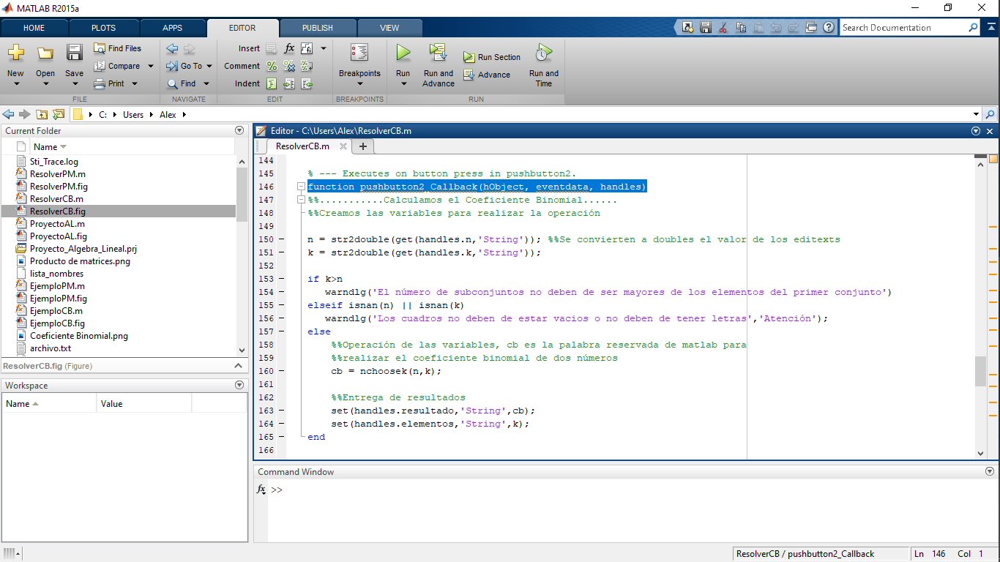 MATLAB R2015a
HOME PLOTS APPS EDITOR PUBLISH VIEW
Search Documentation
New Open Save
Find Files
Compare
Print
Go To
Find
Insert
Comment
Indent
fx
Breakpoints
Run
Run and Advance
Run Section
Advance
Run and Time
FILE NAVIGATE EDIT BREAKPOINTS RUN
C: Users Alex
Current Folder
Name
Sti_Trace.log
ResolverPM.m
ResolverPM.fig
ResolverCB.m
ResolverCB.fig
ProyectoAL.m
ProyectoAL.fig
Proyecto_Algebra_Lineal.prj
Producto de matrices.png
lista_nombres
EjemploPM.m
EjemploPM.fig
EjemploCB.m
EjemploCB.fig
Coeficiente Binomial.png
archivo.txt
ResolverCB.fig (Figure)
Workspace
Name Value
Editor - C:\Users\Alex\ResolverCB.m
ResolverCB.m
144
145 % --- Executes on button press in pushbutton2.
146 function pushbutton2_Callback(hObject, eventdata, handles)
147 %%...........Calculamos el Coeficiente Binomial......
148 %%Creamos las variables para realizar la operación
149
150 n = str2double(get(handles.n,'String')); %%Se convierten a doubles el valor de los editexts
151 k = str2double(get(handles.k,'String'));
152
153 if k>n
154 warndlg('El número de subconjuntos no deben de ser mayores de los elementos del primer conjunto')
155 elseif isnan(n) || isnan(k)
156 warndlg('Los cuadros no deben de estar vacios o no deben de tener letras','Atención');
157 else
158 %%Operación de las variables, cb es la palabra reservada de matlab para
159 %%realizar el coeficiente binomial de dos números
160 cb = nchoosek(n,k);
161
162 %%Entrega de resultados
163 set(handles.resultado,'String',cb);
164 set(handles.elementos,'String',k);
165 end
166
Command Window
fx >>
ResolverCB / pushbutton2_Callback Ln 146 Col 1